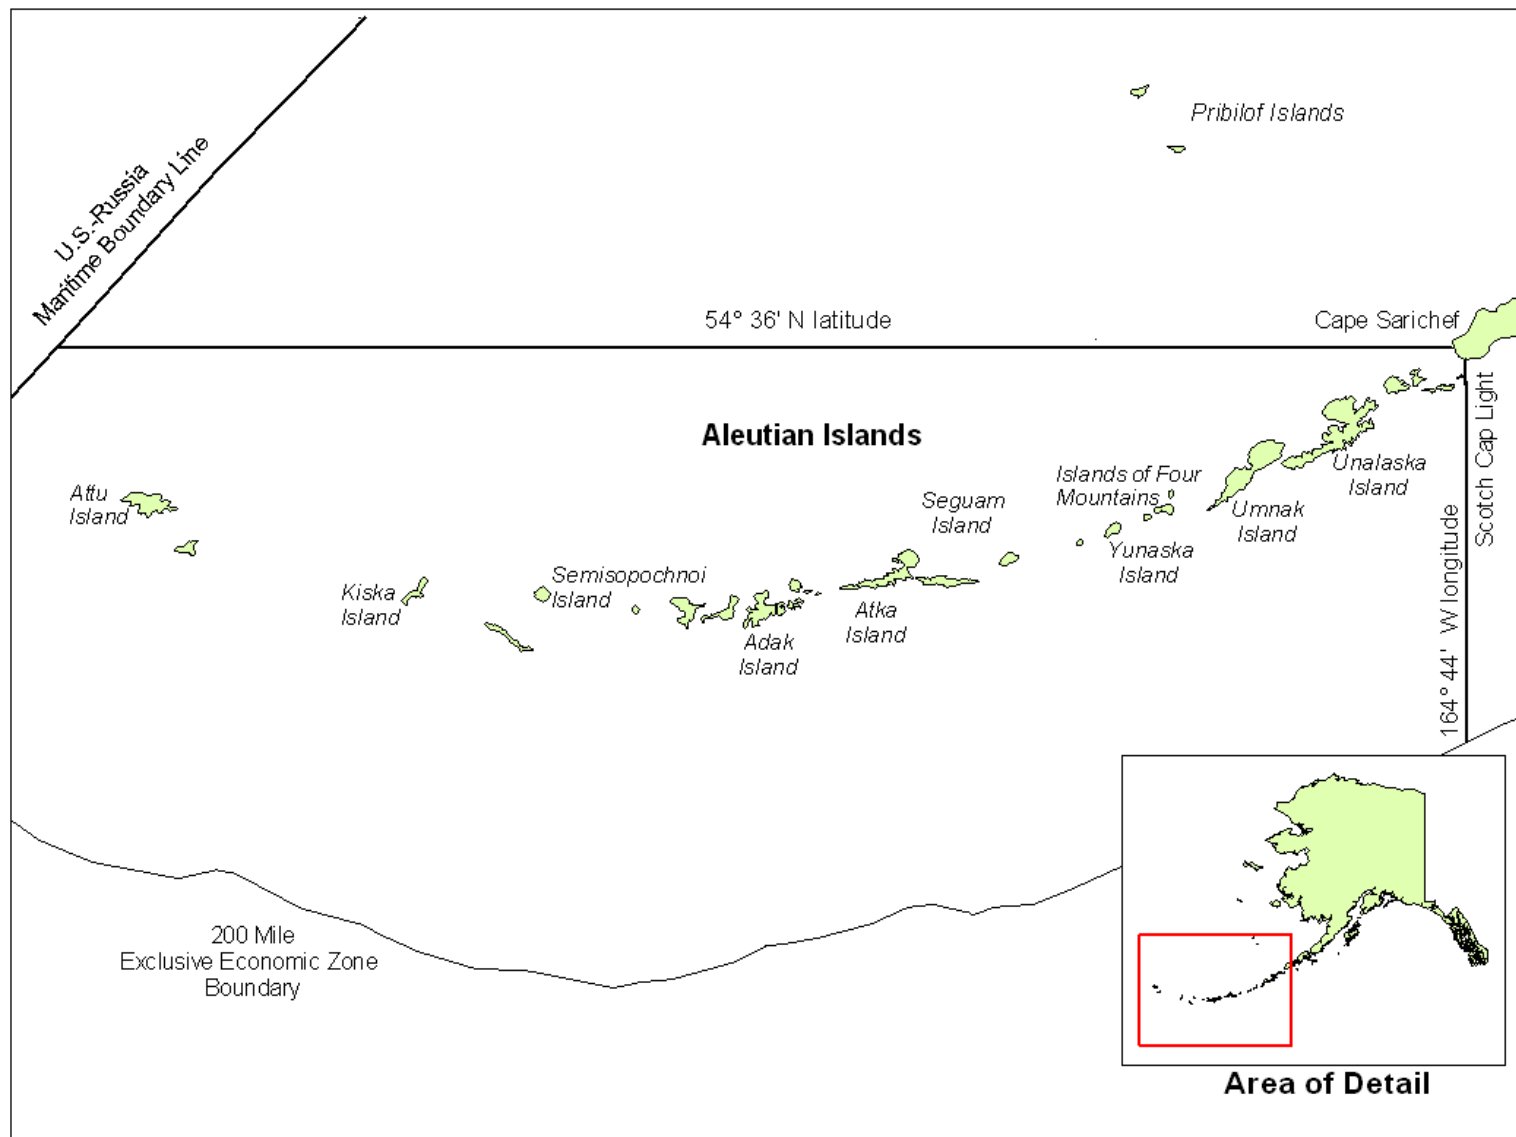 Pribilof Islands
U.S.-Russia
Maritime Boundary Line
54° 36' N latitude
Cape Sarichef
Aleutian Islands
Scotch Cap Light
164° 44' W longitude
Attu
Island
Kiska
Island
Semisopochnoi
Island
Adak
Island
Atka
Island
Seguam
Island
Islands of Four
Mountains
Yunaska
Island
Umnak
Island
Unalaska
Island
200 Mile
Exclusive Economic Zone
Boundary
Area of Detail